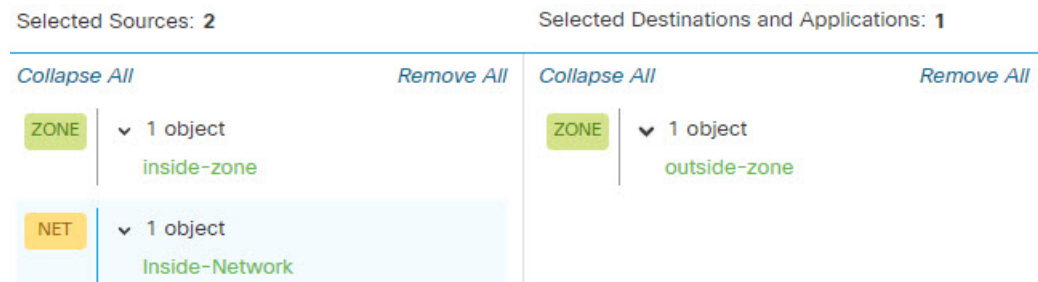 Selected Sources: 2
Collapse All Remove All
ZONE 1 object
inside-zone
NET 1 object
Inside-Network
Selected Destinations and Applications: 1
Collapse All Remove All
ZONE 1 object
outside-zone